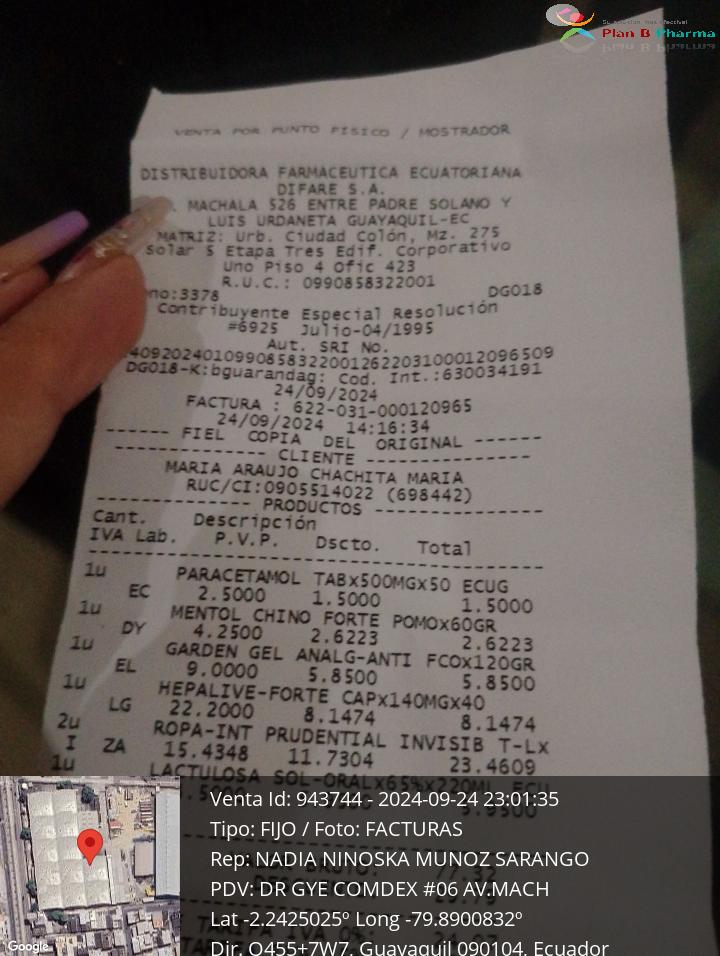 Plan B Pharma
VENTA POR PUNTO FISICO / MOSTRADOR
DISTRIBUIDORA FARMACEUTICA ECUATORIANA
DIFARE S.A.
. MACHALA 526 ENTRE PADRE SOLANO Y
LUIS URDANETA GUAYAQUIL-EC
MATRIZ: Urb. Ciudad Colón, Mz. 275
Solar 5 Etapa Tres Edif. Corporativo
Uno Piso 4 Ofic 423
R.U.C.: 0990858322001
no:3378 DG018
Contribuyente Especial Resolución
#6925 Julio-04/1995
Aut. SRI No.
4092024010990858322001262203100012096509
DG018-K:bguarandag: Cod. Int.:630034191
24/09/2024
FACTURA : 622-031-000120965
24/09/2024 14:16:34
------ FIEL COPIA DEL ORIGINAL ------
-------------- CLIENTE ---------------
MARIA ARAUJO CHACHITA MARIA
RUC/CI:0905514022 (698442)
-------------- PRODUCTOS ---------------
Cant. Descripción
IVA Lab. P.V.P. Dscto. Total
1u PARACETAMOL TABx500MGx50 ECUG
EC 2.5000 1.5000 1.5000
1u MENTOL CHINO FORTE POMOx60GR
DY 4.2500 2.6223 2.6223
1u GARDEN GEL ANALG-ANTI FCOx120GR
EL 9.0000 5.8500 5.8500
1u HEPALIVE-FORTE CAPx140MGx40
LG 22.2000 8.1474 8.1474
2u ROPA-INT PRUDENTIAL INVISIB T-Lx
I ZA 15.4348 11.7304 23.4609
1u LACTULOSA SOL-ORALx65%x220ML ECU
Venta Id: 943744 - 2024-09-24 23:01:35
Tipo: FIJO / Foto: FACTURAS
Rep: NADIA NINOSKA MUNOZ SARANGO
PDV: DR GYE COMDEX #06 AV.MACH
Lat -2.2425025º Long -79.8900832º
Dir. Q455+7W7, Guayaquil 090104, Ecuador
Google